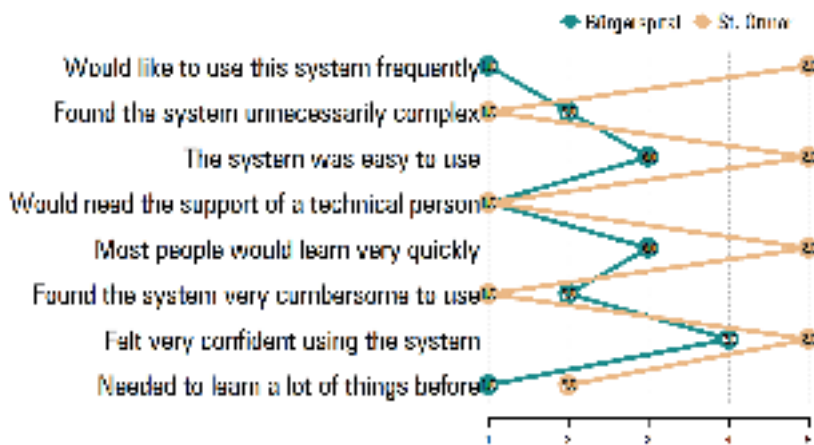 Bürgerspital St.
Would like to use this system frequently
Found the system unnecessarily complex
The system was easy to use
Would need the support of a technical person
Most people would learn very quickly
Found the system very cumbersome to use
Felt very confident using the system
Needed to learn a lot of things before
1 2 3 4 5